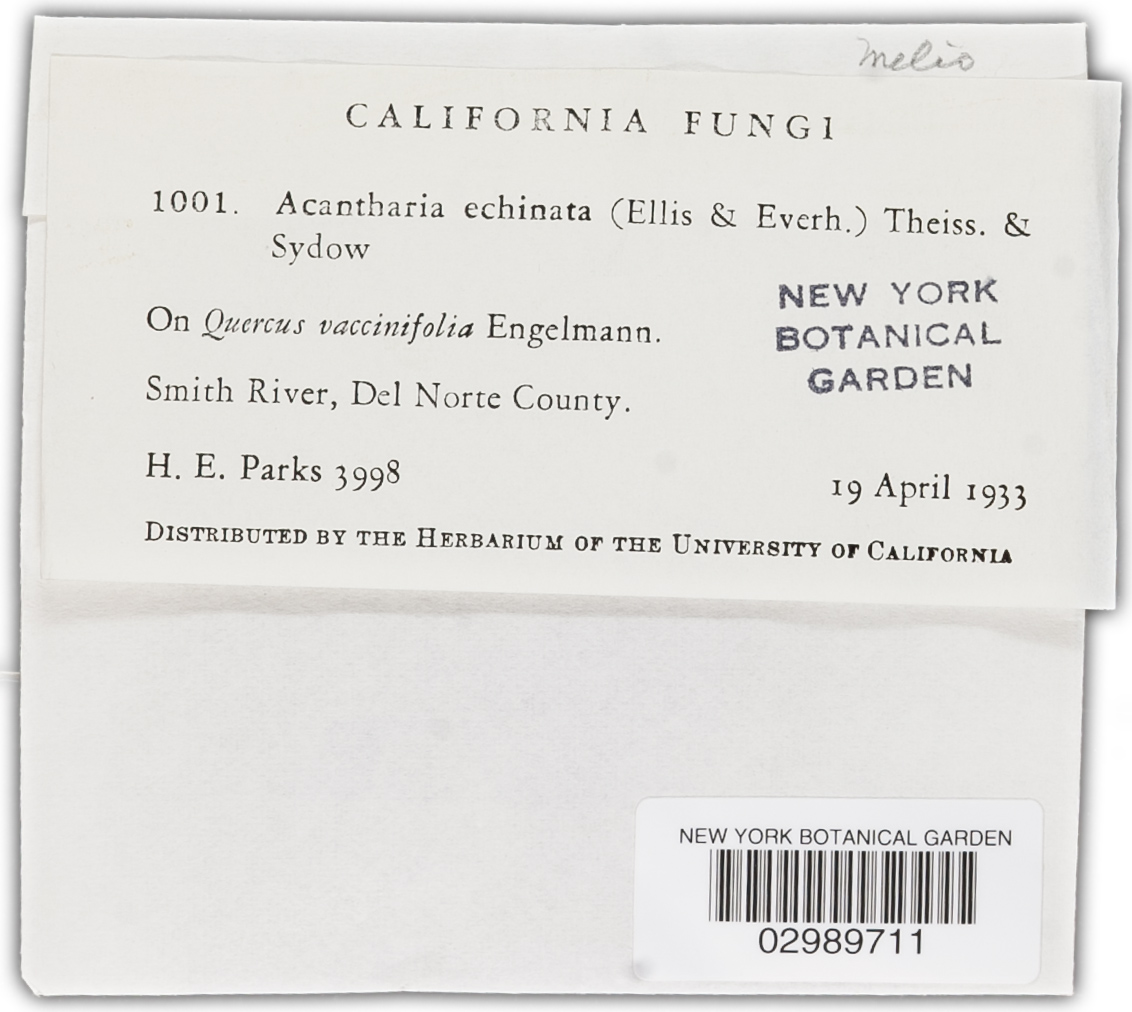 Melio
CALIFORNIA FUNGI
1001. Acantharia echinata (Ellis & Everh.) Theiss. &
Sydow
On Quercus vaccinifolia Engelmann.
NEW YORK
BOTANICAL
GARDEN
Smith River, Del Norte County.
H. E. Parks 3998
19 April 1933
DISTRIBUTED BY THE HERBARIUM OF THE UNIVERSITY OF CALIFORNIA
NEW YORK BOTANICAL GARDEN
02989711